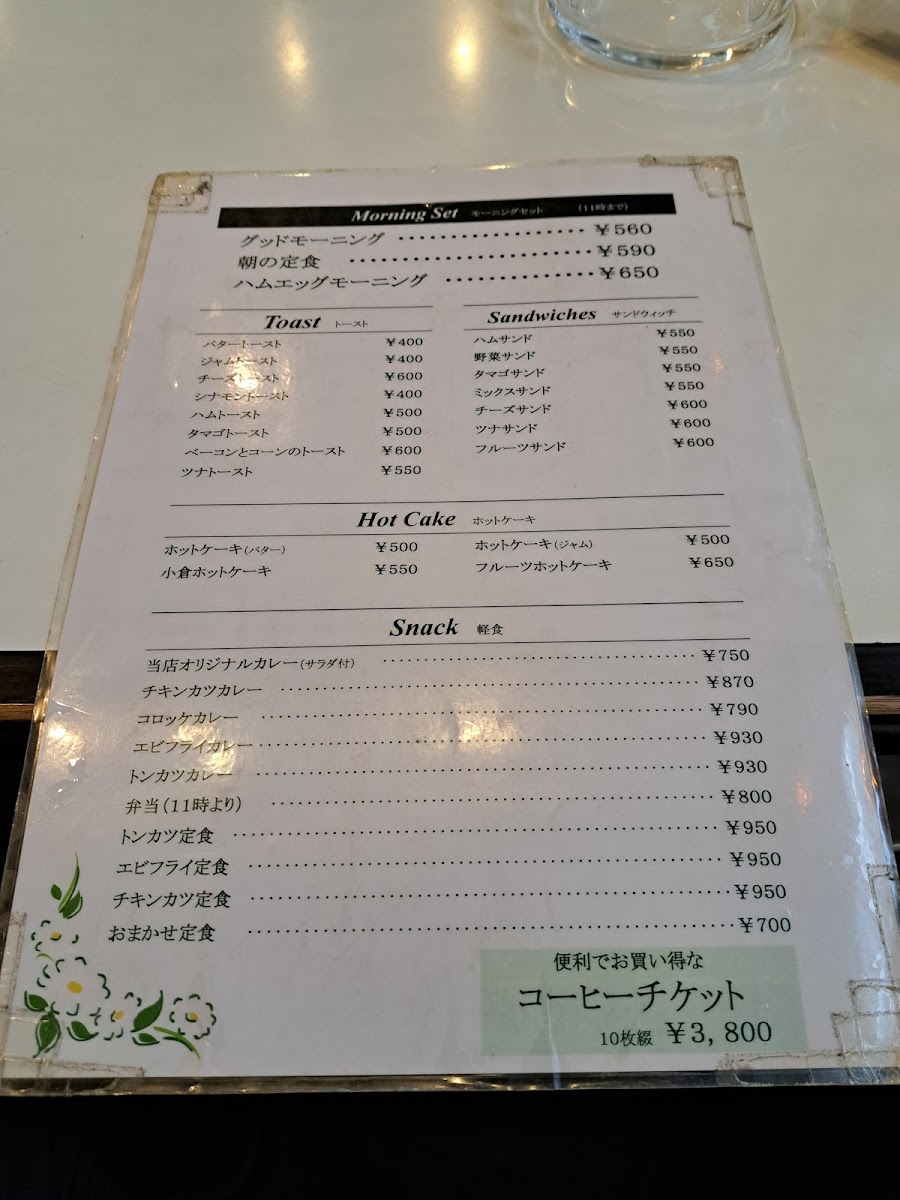 Morning Set モーニングセット (11時まで)
グッドモーニング ¥560
朝の定食 ¥590
ハムエッグモーニング ¥650
Toast トースト
バタートースト ¥400
ジャムトースト ¥400
チーズトースト ¥600
シナモントースト ¥400
ハムトースト ¥500
タマゴトースト ¥500
ベーコンとコーンのトースト ¥600
ツナトースト ¥550
Sandwiches サンドウィッチ
ハムサンド ¥550
野菜サンド ¥550
タマゴサンド ¥550
ミックスサンド ¥550
チーズサンド ¥600
ツナサンド ¥600
フルーツサンド ¥600
Hot Cake ホットケーキ
ホットケーキ(バター) ¥500
小倉ホットケーキ ¥550
ホットケーキ(ジャム) ¥500
フルーツホットケーキ ¥650
Snack 軽食
当店オリジナルカレー(サラダ付) ¥750
チキンカツカレー ¥870
コロッケカレー ¥790
エビフライカレー ¥930
トンカツカレー ¥930
弁当(11時より) ¥800
トンカツ定食 ¥950
エビフライ定食 ¥950
チキンカツ定食 ¥950
おまかせ定食 ¥700
便利でお買い得な
コーヒーチケット
10枚綴 ¥3,800